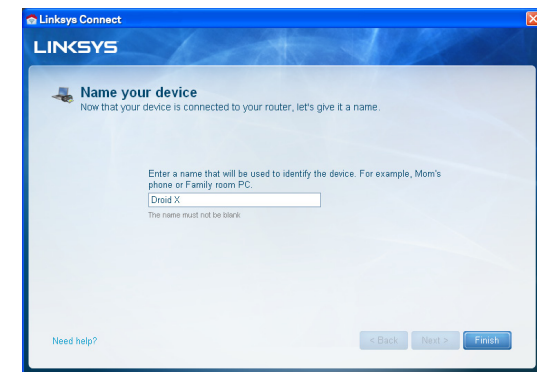 Linksys Connect
LINKSYS
Name your device
Now that your device is connected to your router, let's give it a name.
Enter a name that will be used to identify the device. For example, Mom's
phone or Family room PC.
Droid X
The name must not be blank
Need help?
< Back Next > Finish